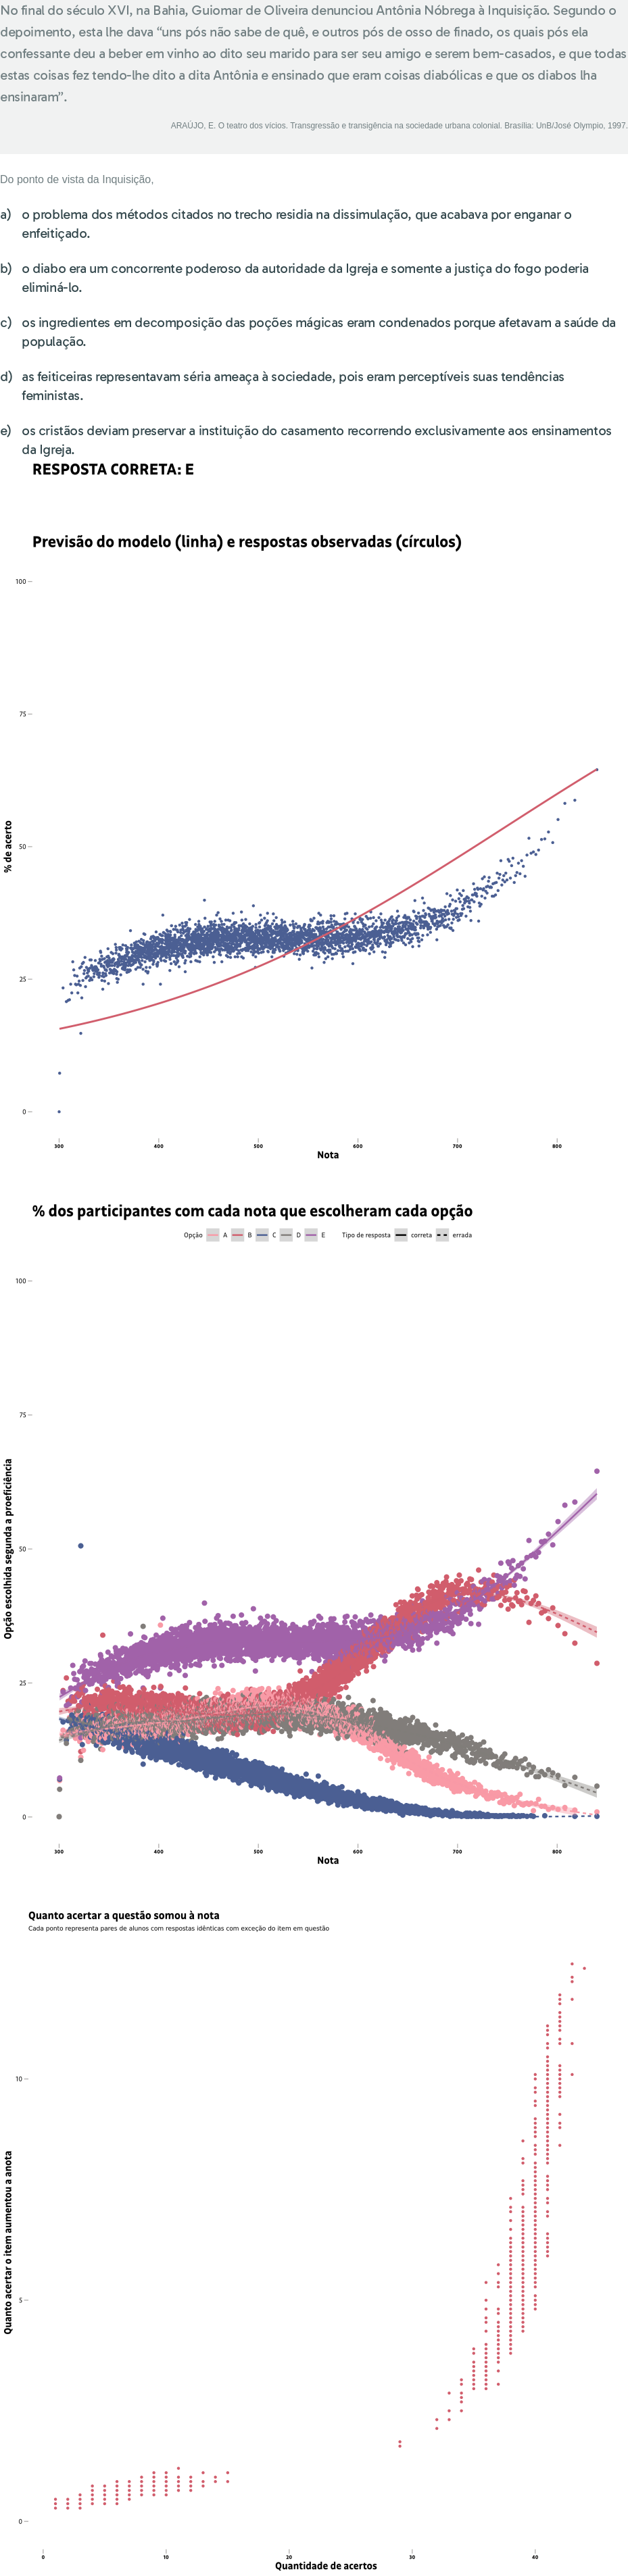 No final do século XVI, na Bahia, Guiomar de Oliveira denunciou Antônia Nóbrega à Inquisição. Segundo o
depoimento, esta lhe dava “uns pós não sabe de quê, e outros pós de osso de finado, os quais pós ela
confessante deu a beber em vinho ao dito seu marido para ser seu amigo e serem bem-casados, e que todas
estas coisas fez tendo-lhe dito a dita Antônia e ensinado que eram coisas diabólicas e que os diabos lha
ensinaram”.
ARAÚJO, E. O teatro dos vícios. Transgressão e transigência na sociedade urbana colonial. Brasília: UnB/José Olympio, 1997.
Do ponto de vista da Inquisição,
a) o problema dos métodos citados no trecho residia na dissimulação, que acabava por enganar o
enfeitiçado.
b) o diabo era um concorrente poderoso da autoridade da Igreja e somente a justiça do fogo poderia
eliminá-lo.
c) os ingredientes em decomposição das poções mágicas eram condenados porque afetavam a saúde da
população.
d) as feiticeiras representavam séria ameaça à sociedade, pois eram perceptíveis suas tendências
feministas.
e) os cristãos deviam preservar a instituição do casamento recorrendo exclusivamente aos ensinamentos
da Igreja.
RESPOSTA CORRETA: E
Previsão do modelo (linha) e respostas observadas (círculos)
100
75
50
25
0
% de acerto
300 400 500 600 700 800
Nota
% dos participantes com cada nota que escolheram cada opção
Opção A B C D E Tipo de resposta correta errada
100
75
50
25
0
Opção escolhida segunda a proeficiência
300 400 500 600 700 800
Nota
Quanto acertar a questão somou à nota
Cada ponto representa pares de alunos com respostas idênticas com exceção do item em questão
10
5
0
Quanto acertar o item aumentou a anota
0 10 20 30 40
Quantidade de acertos